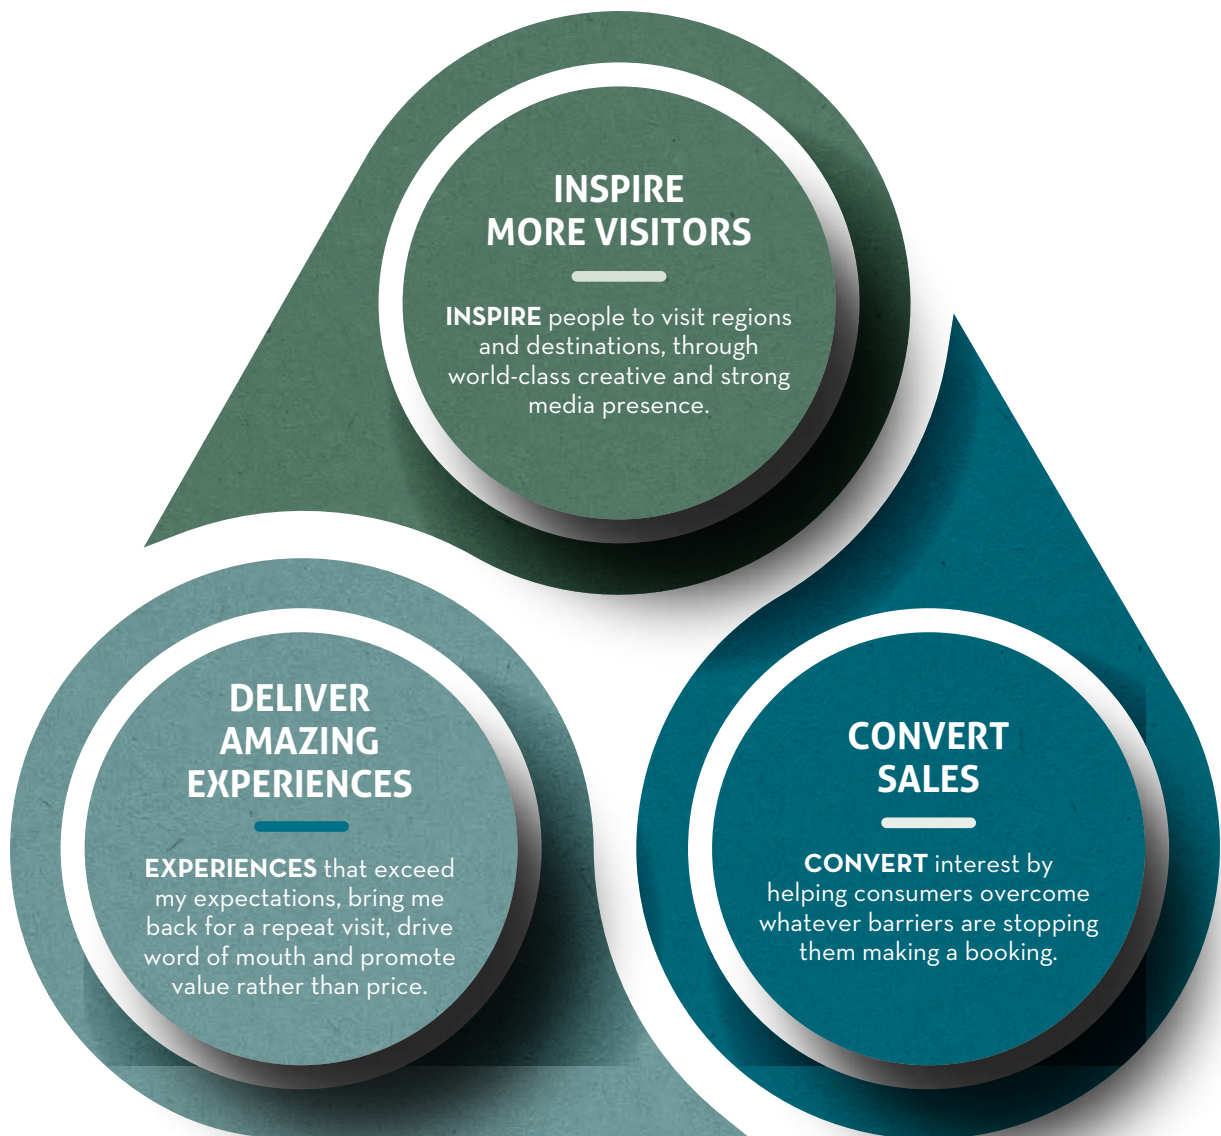 INSPIRE
MORE VISITORS
INSPIRE people to visit regions
and destinations, through
world-class creative and strong
media presence.
DELIVER
AMAZING
EXPERIENCES
EXPERIENCES that exceed
my expectations, bring me
back for a repeat visit, drive
word of mouth and promote
value rather than price.
CONVERT
SALES
CONVERT interest by
helping consumers overcome
whatever barriers are stopping
them making a booking.